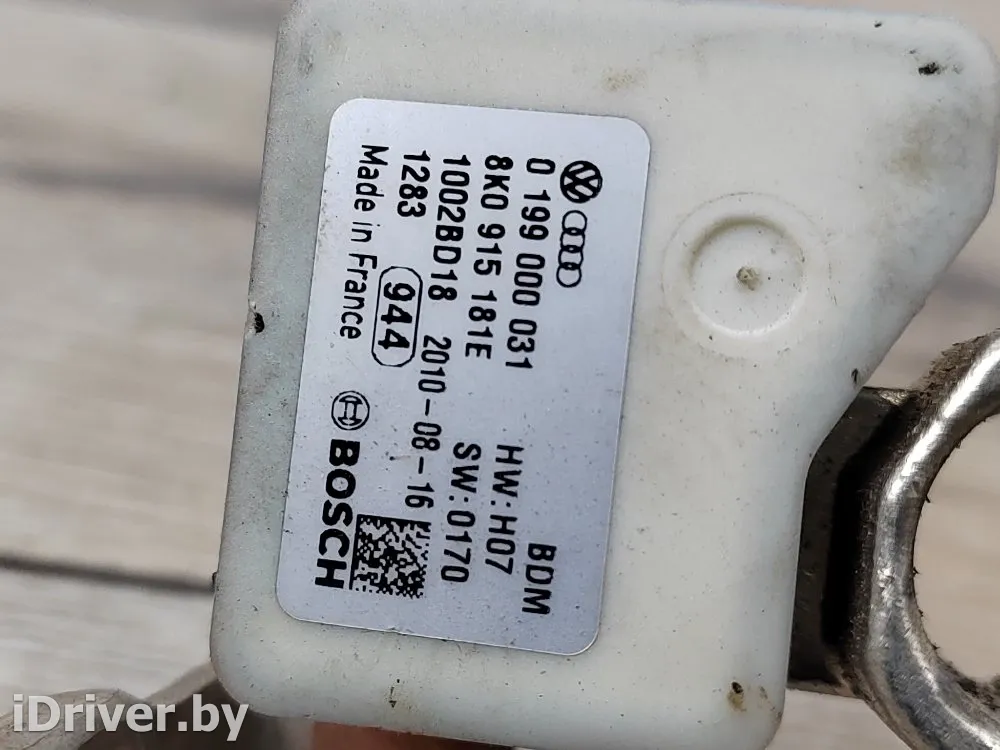 0 199 000 031 BDM
8K0 915 181E HW:H07
1002BD18 2010-08-16 SW:0170
1283 944
Made in France BOSCH
iDriver.by